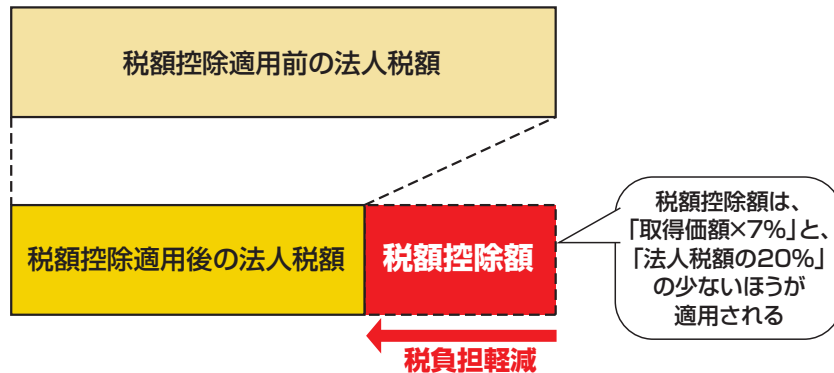 税額控除適用前の法人税額
税額控除適用後の法人税額
税額控除額
税額控除額は、
「取得価額×7%」と、
「法人税額の20%」
の少ないほうが
適用される
税負担軽減